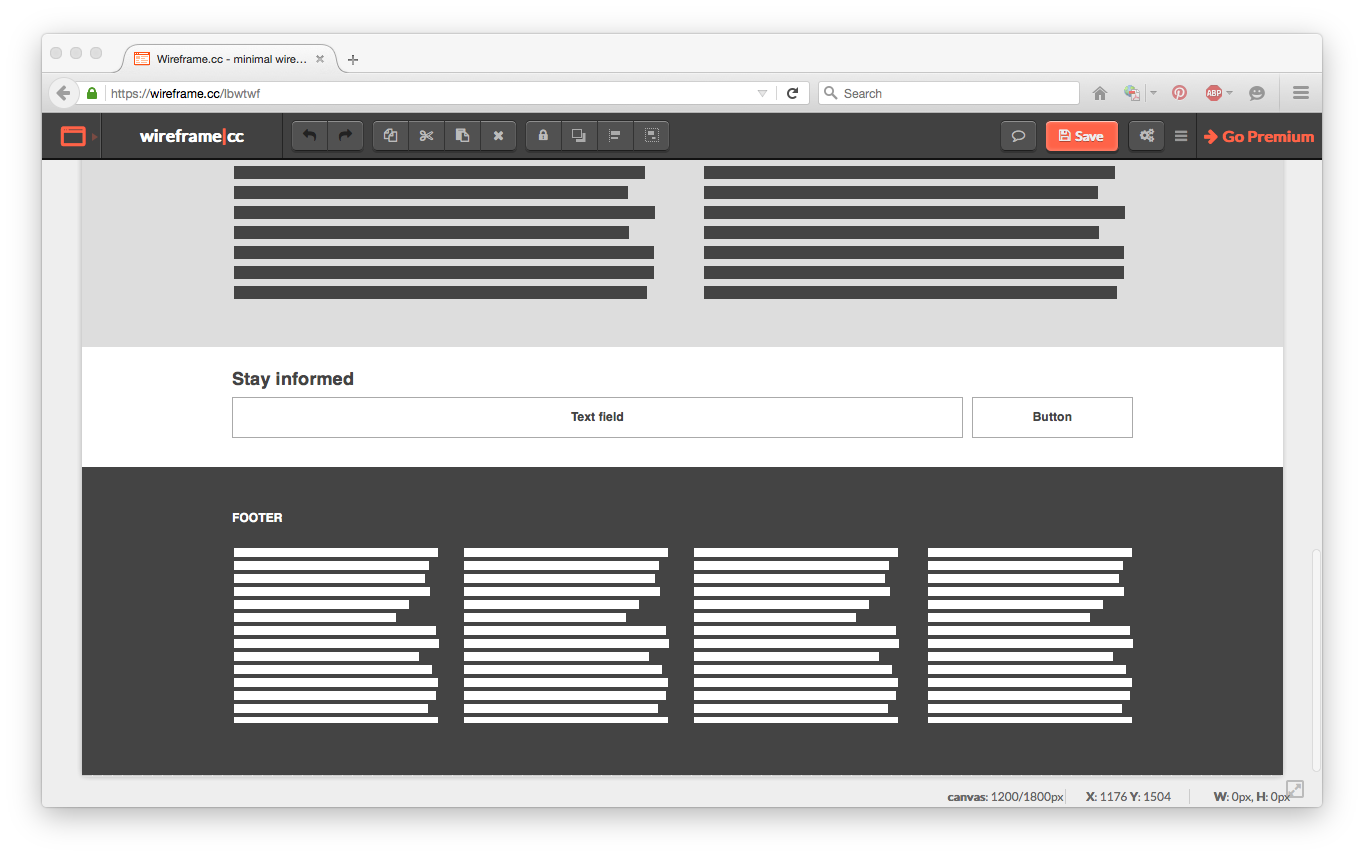 Wireframe.cc - minimal wire...
https://wireframe.cc/lbwtwf
Search
ABP
wireframe|cc
Save
Go Premium
Stay informed
Text field
Button
FOOTER
canvas: 1200/1800px
X: 1176 Y: 1504
W: 0px, H: 0px